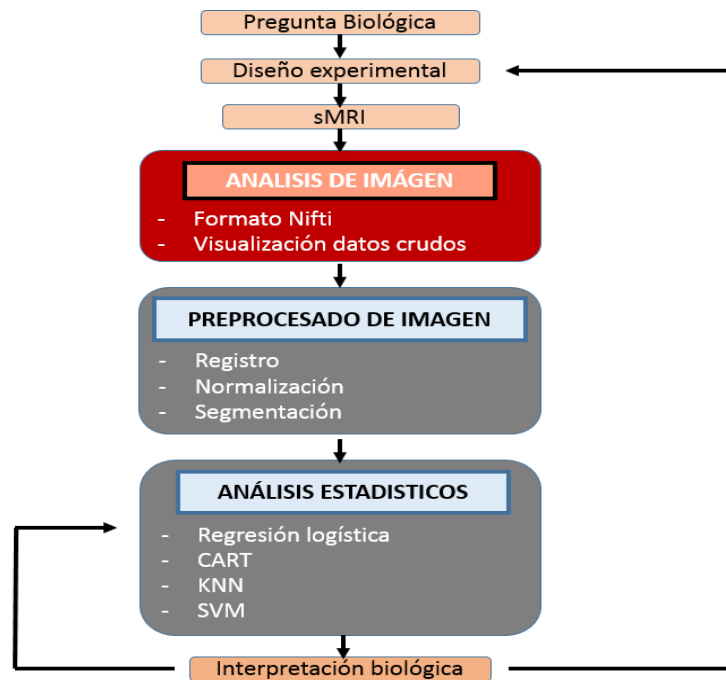 Pregunta Biológica
Diseño experimental
sMRI
ANALISIS DE IMÁGEN
- Formato Nifti
- Visualización datos crudos
PREPROCESADO DE IMAGEN
- Registro
- Normalización
- Segmentación
ANÁLISIS ESTADISTICOS
- Regresión logística
- CART
- KNN
- SVM
Interpretación biológica